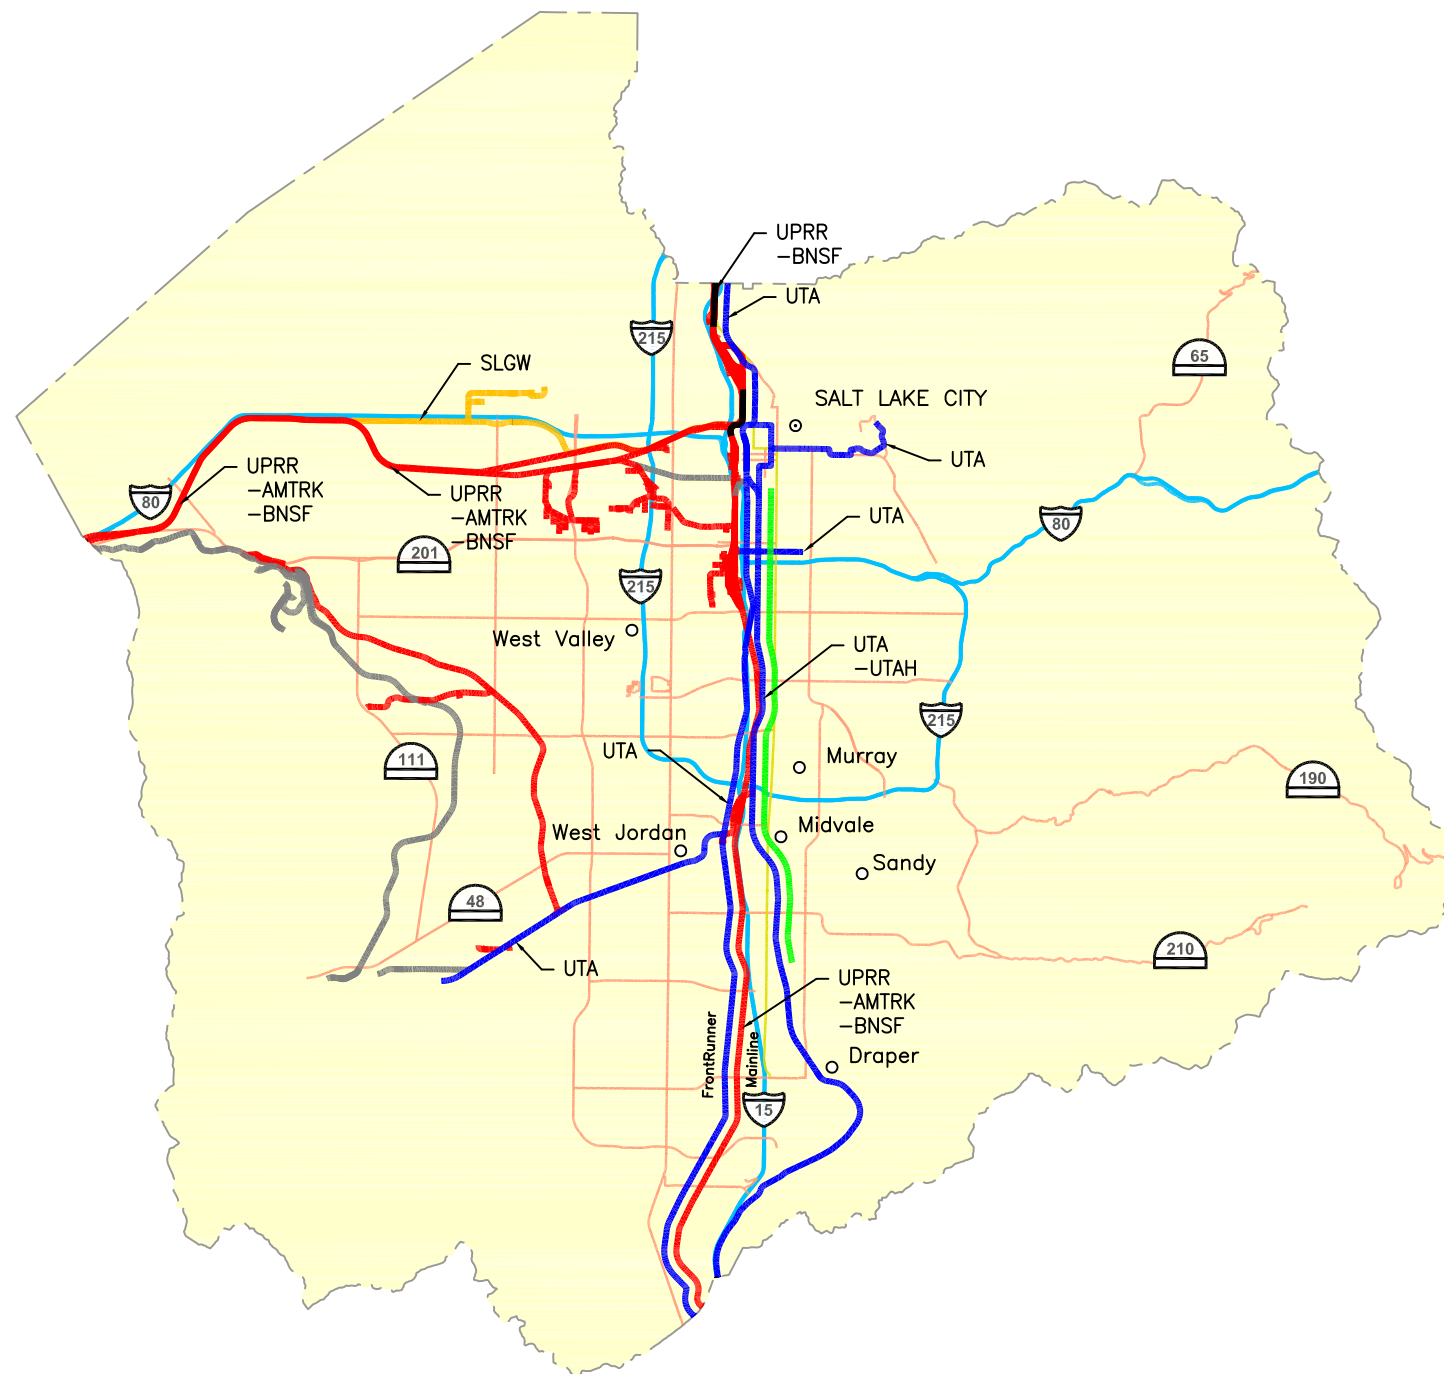 UPRR
-BNSF
UTA
215
65
SLGW
SALT LAKE CITY
UPRR
-AMTRK
-BNSF
UPRR
-AMTRK
-BNSF
UTA
80
UTA
80
201
215
West Valley
UTA
-UTAH
215
UTA
Murray
111
190
West Jordan
Midvale
Sandy
48
210
UTA
UPRR
-AMTRK
-BNSF
FrontRunner
Mainline
Draper
15